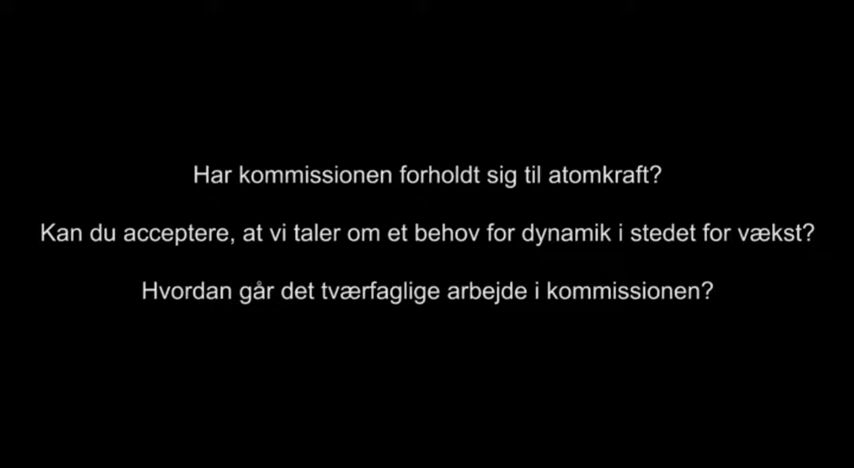 Har kommissionen forholdt sig til atomkraft?
Kan du acceptere, at vi taler om et behov for dynamik i stedet for vækst?
Hvordan går det tværfaglige arbejde i kommissionen?